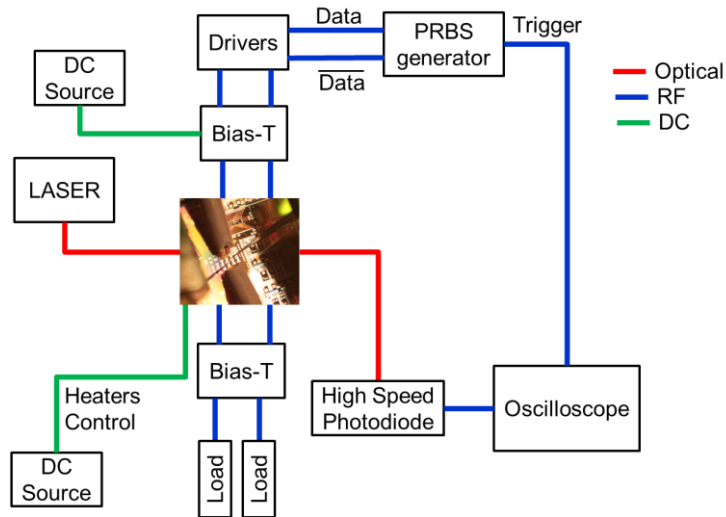 Data
Drivers
PRBS
generator
Trigger
Data
DC
Source
Optical
RF
DC
Bias-T
LASER
Bias-T
Heaters
Control
High Speed
Photodiode
Oscilloscope
DC
Source
Load
Load